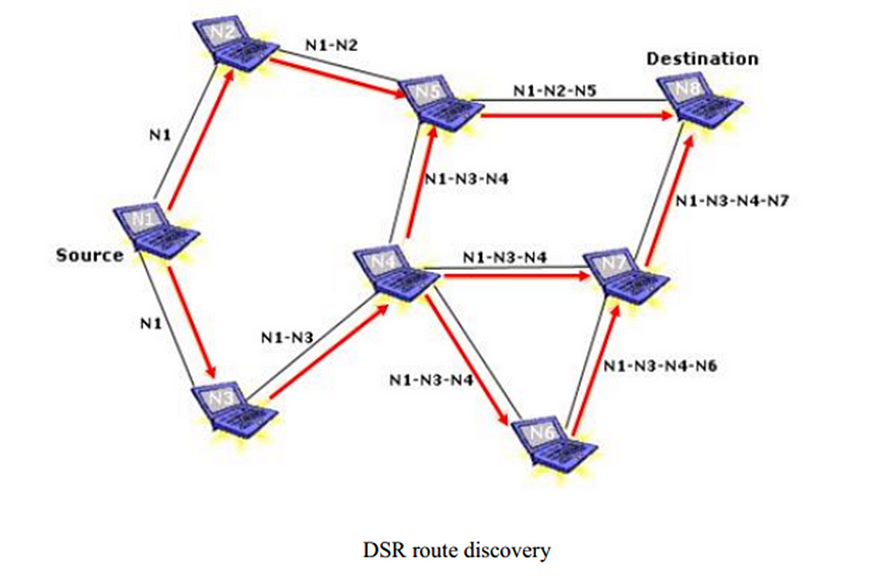 N2
N1-N2
Destination
N5
N1-N2-N5
N8
N1
N1-N3-N4
N1-N3-N4-N7
N1
Source
N4
N1-N3-N4
N7
N1
N1-N3
N1-N3-N4
N1-N3-N4-N6
N3
N6
DSR route discovery